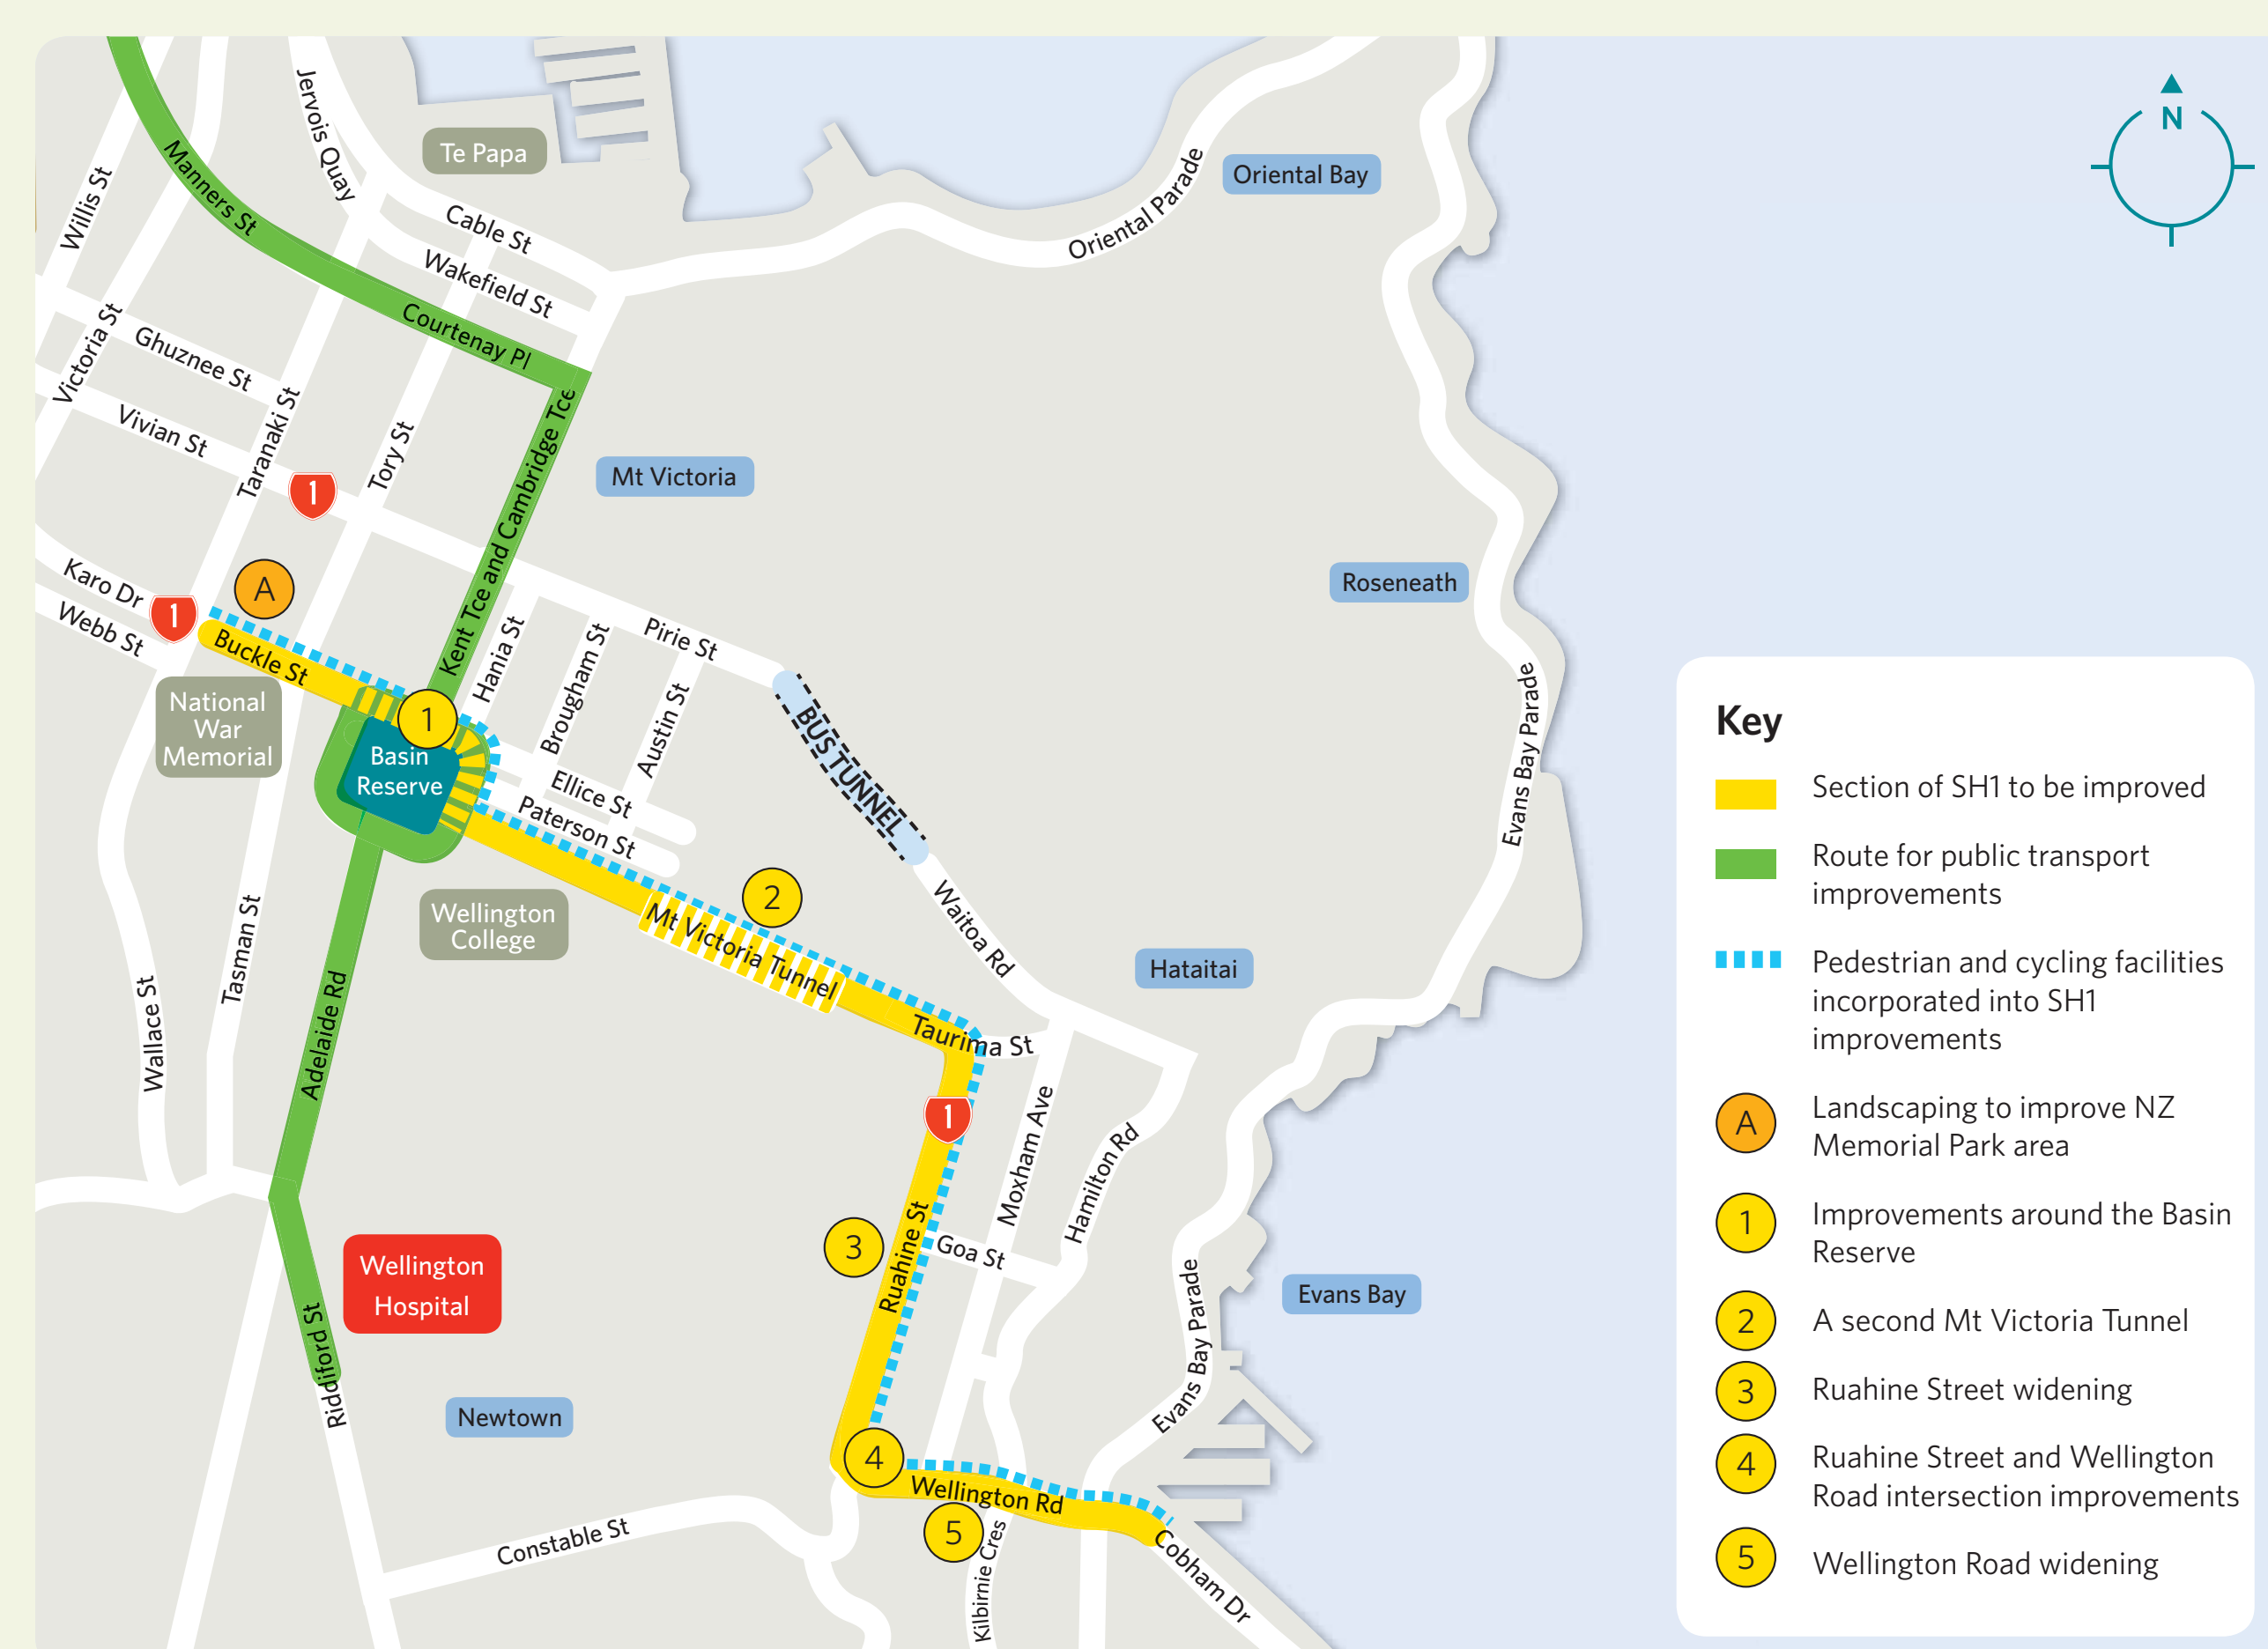 Jervois Quay
Te Papa
N
Manners St
Willis St
Cable St
Oriental Parade
Oriental Bay
Wakefield St
Courtenay Pl
Victoria St
Ghuznee St
Taranaki St
Vivian St
Tory St
Kent Tce and Cambridge Tce
Mt Victoria
1
Karo Dr
A
1
Webb St
Buckle St
Hania St
Brougham St
Pirie St
Austin St
Roseneath
Evans Bay Parade
National
War
Memorial
1
Basin
Reserve
Ellice St
Paterson St
BUS TUNNEL
Wellington
College
2
Mt Victoria Tunnel
Waitoa Rd
Hataitai
Tasman St
Wallace St
Adelaide Rd
Taurima St
1
Moxham Ave
Hamilton Rd
Ruahine St
Goa St
3
Wellington
Hospital
Riddiford St
Riddiford St
Newtown
Evans Bay
Evans Bay Parade
4
Wellington Rd
5
Constable St
Kilbirnie Cres
Cobham Dr
Key
Section of SH1 to be improved
Route for public transport
improvements
Pedestrian and cycling facilities
incorporated into SH1
improvements
A
Landscaping to improve NZ
Memorial Park area
1
Improvements around the Basin
Reserve
2
A second Mt Victoria Tunnel
3
Ruahine Street widening
4
Ruahine Street and Wellington
Road intersection improvements
5
Wellington Road widening